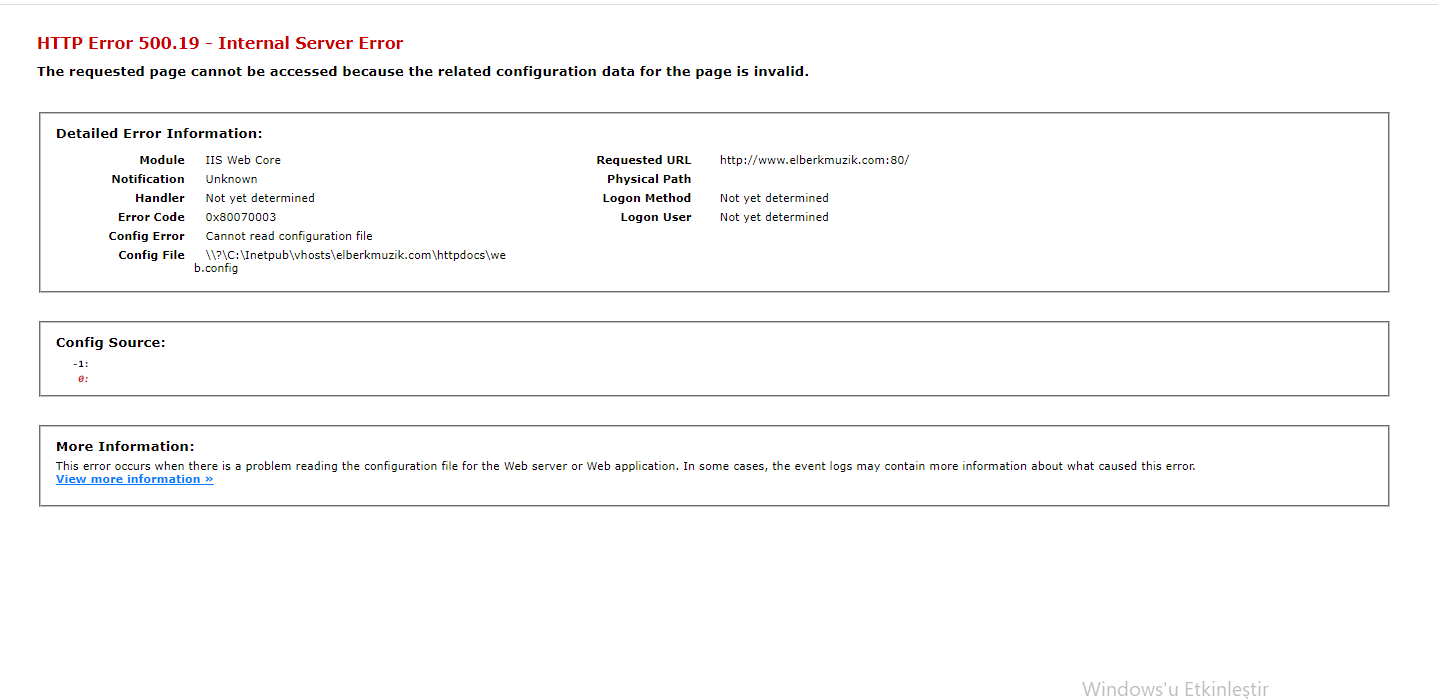 HTTP Error 500.19 - Internal Server Error
The requested page cannot be accessed because the related configuration data for the page is invalid.
Detailed Error Information:
Module IIS Web Core
Notification Unknown
Handler Not yet determined
Error Code 0x80070003
Config Error Cannot read configuration file
Config File \\?\C:\Inetpub\vhosts\elberkmuzik.com\httpdocs\we
b.config
Requested URL http://www.elberkmuzik.com:80/
Physical Path
Logon Method Not yet determined
Logon User Not yet determined
Config Source:
-1:
0:
More Information:
This error occurs when there is a problem reading the configuration file for the Web server or Web application. In some cases, the event logs may contain more information about what caused this error.
View more information »
Windows'u Etkinleştir